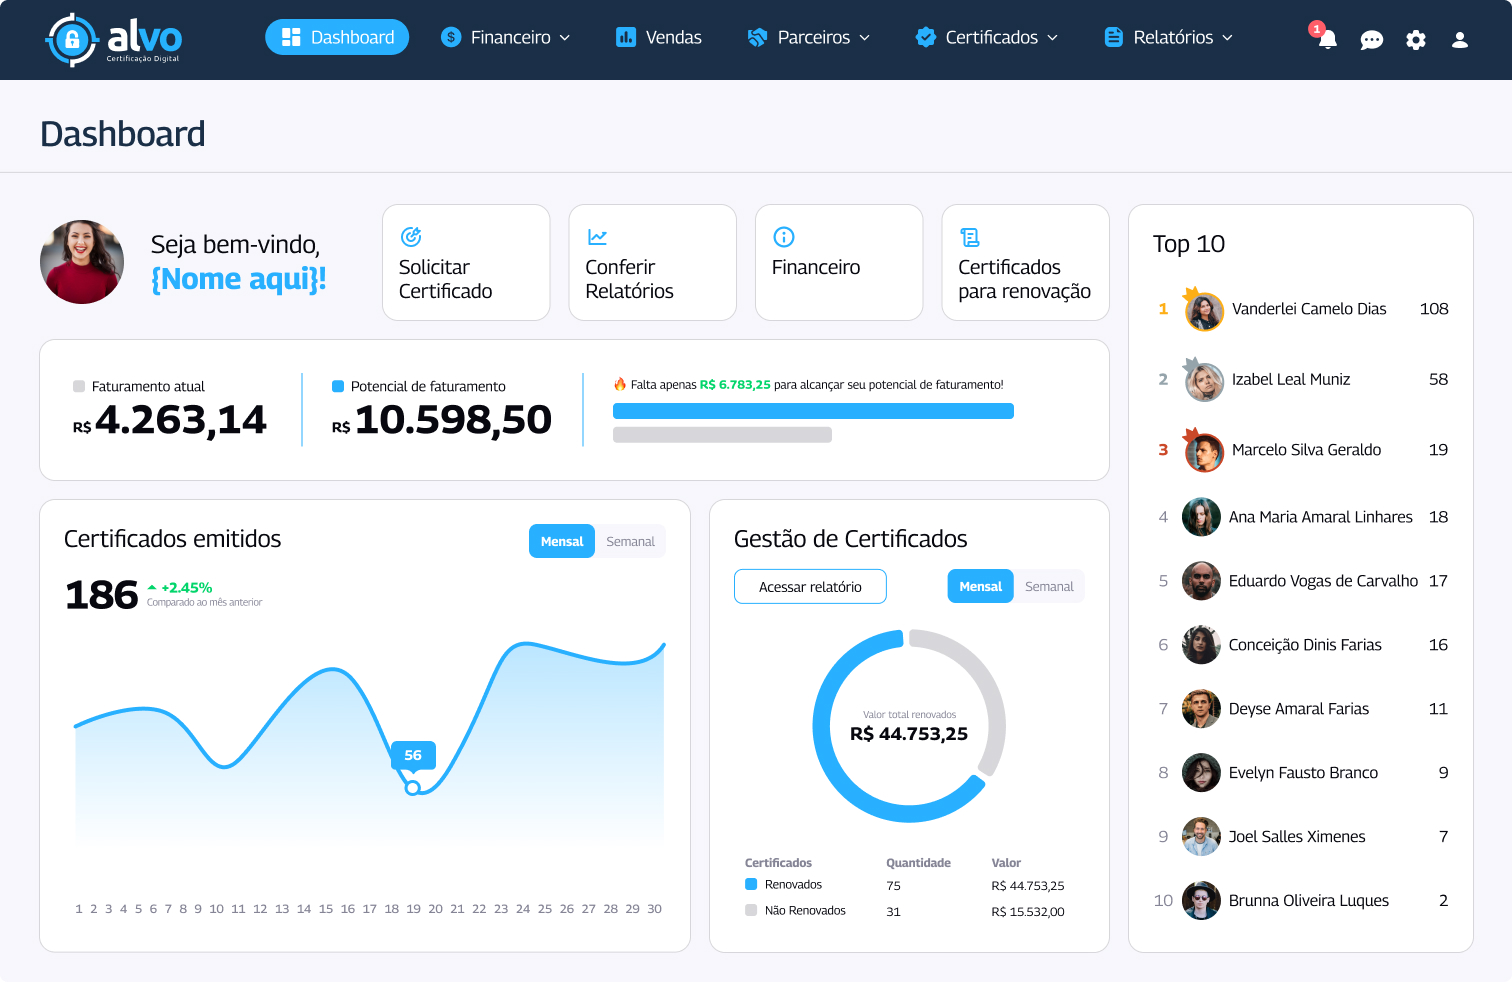 alvo
Certificação Digital
Dashboard
Financeiro
Vendas
Parceiros
Certificados
Relatórios
1
Dashboard
Seja bem-vindo,
{Nome aqui}!
Solicitar
Certificado
Conferir
Relatórios
Financeiro
Certificados
para renovação
Faturamento atual
R$ 4.263,14
Potencial de faturamento
R$ 10.598,50
🔥 Falta apenas R$ 6.783,25 para alcançar seu potencial de faturamento!
Certificados emitidos
Mensal Semanal
186
+2.45%
Comparado ao mês anterior
56
1 2 3 4 5 6 7 8 9 10 11 12 13 14 15 16 17 18 19 20 21 22 23 24 25 26 27 28 29 30
Gestão de Certificados
Acessar relatório
Mensal Semanal
Valor total renovados
R$ 44.753,25
Certificados Quantidade Valor
Renovados 75 R$ 44.753,25
Não Renovados 31 R$ 15.532,00
Top 10
1 Vanderlei Camelo Dias 108
2 Izabel Leal Muniz 58
3 Marcelo Silva Geraldo 19
4 Ana Maria Amaral Linhares 18
5 Eduardo Vogas de Carvalho 17
6 Conceição Dinis Farias 16
7 Deyse Amaral Farias 11
8 Evelyn Fausto Branco 9
9 Joel Salles Ximenes 7
10 Brunna Oliveira Luques 2